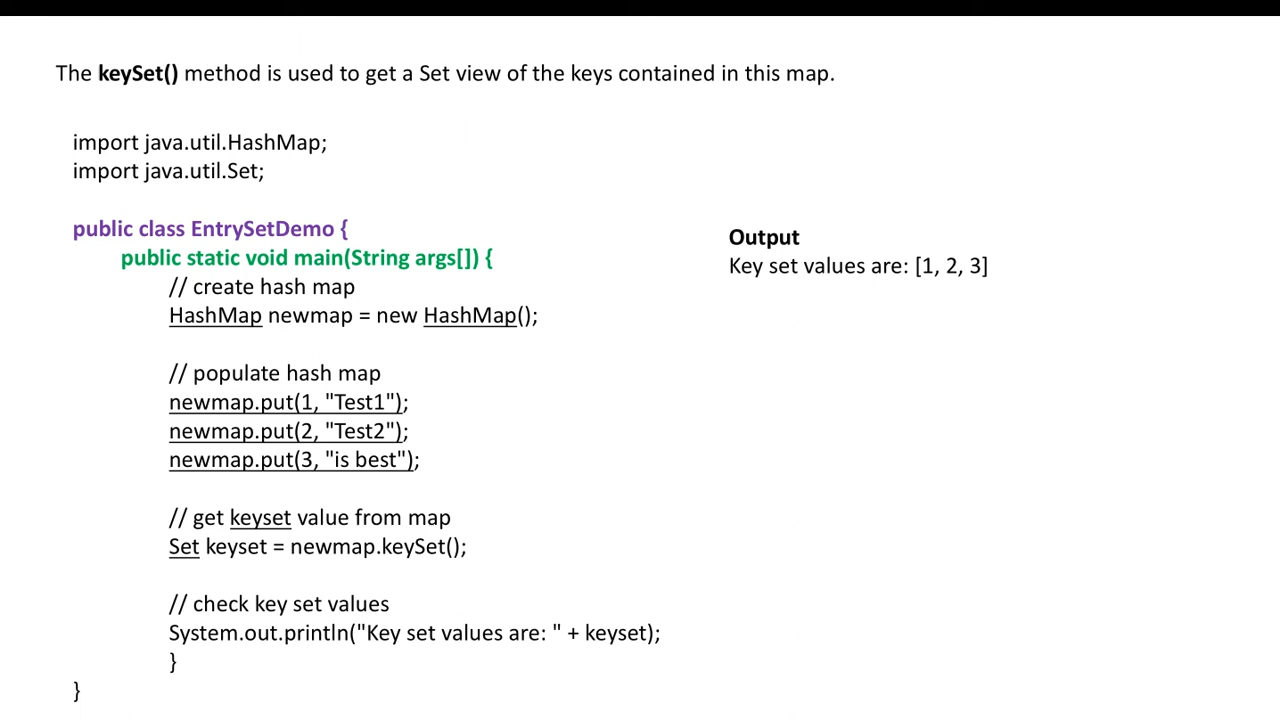 The keySet() method is used to get a Set view of the keys contained in this map.
import java.util.HashMap;
import java.util.Set;
public class EntrySetDemo {
public static void main(String args[]) {
// create hash map
HashMap newmap = new HashMap();
// populate hash map
newmap.put(1, "Test1");
newmap.put(2, "Test2");
newmap.put(3, "is best");
// get keyset value from map
Set keyset = newmap.keySet();
// check key set values
System.out.println("Key set values are: " + keyset);
}
}
Output
Key set values are: [1, 2, 3]